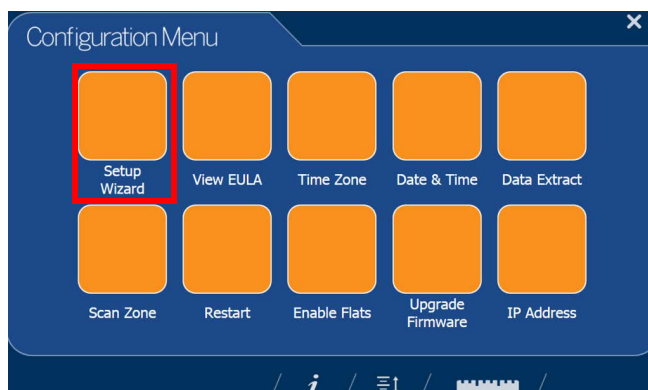 Configuration Menu
Setup
Wizard
View EULA
Time Zone
Date & Time
Data Extract
Scan Zone
Restart
Enable Flats
Upgrade
Firmware
IP Address
i